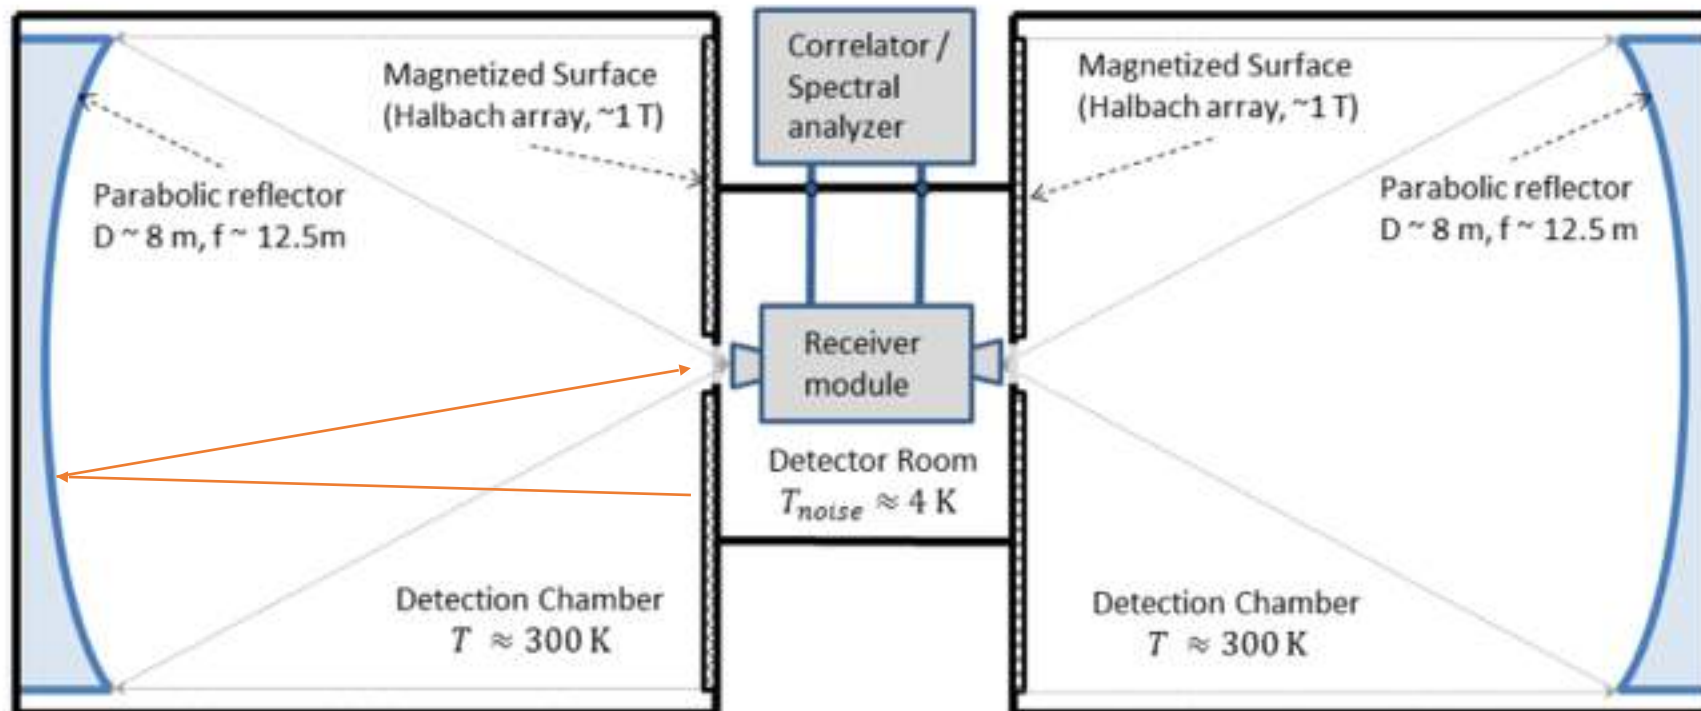 Magnetized Surface
(Halbach array, ~1 T)
Parabolic reflector
D ~ 8 m, f ~ 12.5m
Correlator /
Spectral
analyzer
Magnetized Surface
(Halbach array, ~1 T)
Parabolic reflector
D ~ 8 m, f ~ 12.5 m
Receiver
module
Detector Room
T_noise ≈ 4 K
Detection Chamber
T ≈ 300 K
Detection Chamber
T ≈ 300 K